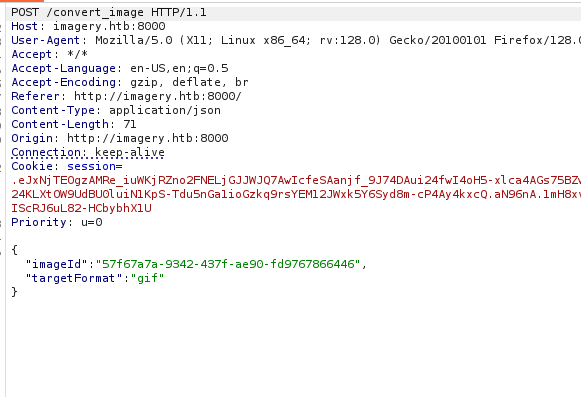 POST /convert_image HTTP/1.1
Host: imagery.htb:8000
User-Agent: Mozilla/5.0 (X11; Linux x86_64; rv:128.0) Gecko/20100101 Firefox/128.0
Accept: */*
Accept-Language: en-US,en;q=0.5
Accept-Encoding: gzip, deflate, br
Referer: http://imagery.htb:8000/
Content-Type: application/json
Content-Length: 71
Origin: http://imagery.htb:8000
Connection: keep-alive
Cookie: session=
.eJxNjTEOgzAMRe_iuWKjRZno2FNELjGJJWJQ7AwIcfeSAanjf_9J74DAui24fwI4oH5-xlca4AGs75BZ
24KLXtOW9UdBU0luiN1KpS-Tdu5nGa1ioGzkq9rsYEM12JWxk5Y6Syd8m-cP4Ay4kxcQ.aN96nA.1mH8x
IScRJ6uL82-HCbybhX1U
Priority: u=0
{
"imageId":"57f67a7a-9342-437f-ae90-fd9767866446",
"targetFormat":"gif"
}